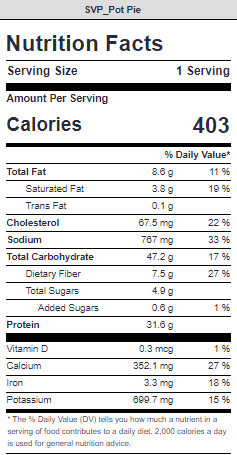 SVP_Pot Pie
Nutrition Facts
Serving Size 1 Serving
Amount Per Serving
Calories 403
% Daily Value*
Total Fat 8.6 g 11 %
Saturated Fat 3.8 g 19 %
Trans Fat 0.1 g
Cholesterol 67.5 mg 22 %
Sodium 767 mg 33 %
Total Carbohydrate 47.2 g 17 %
Dietary Fiber 7.5 g 27 %
Total Sugars 4.9 g
Added Sugars 0.6 g 1 %
Protein 31.6 g
Vitamin D 0.3 mcg 1 %
Calcium 352.1 mg 27 %
Iron 3.3 mg 18 %
Potassium 699.7 mg 15 %
* The % Daily Value (DV) tells you how much a nutrient in a
serving of food contributes to a daily diet. 2,000 calories a day
is used for general nutrition advice.